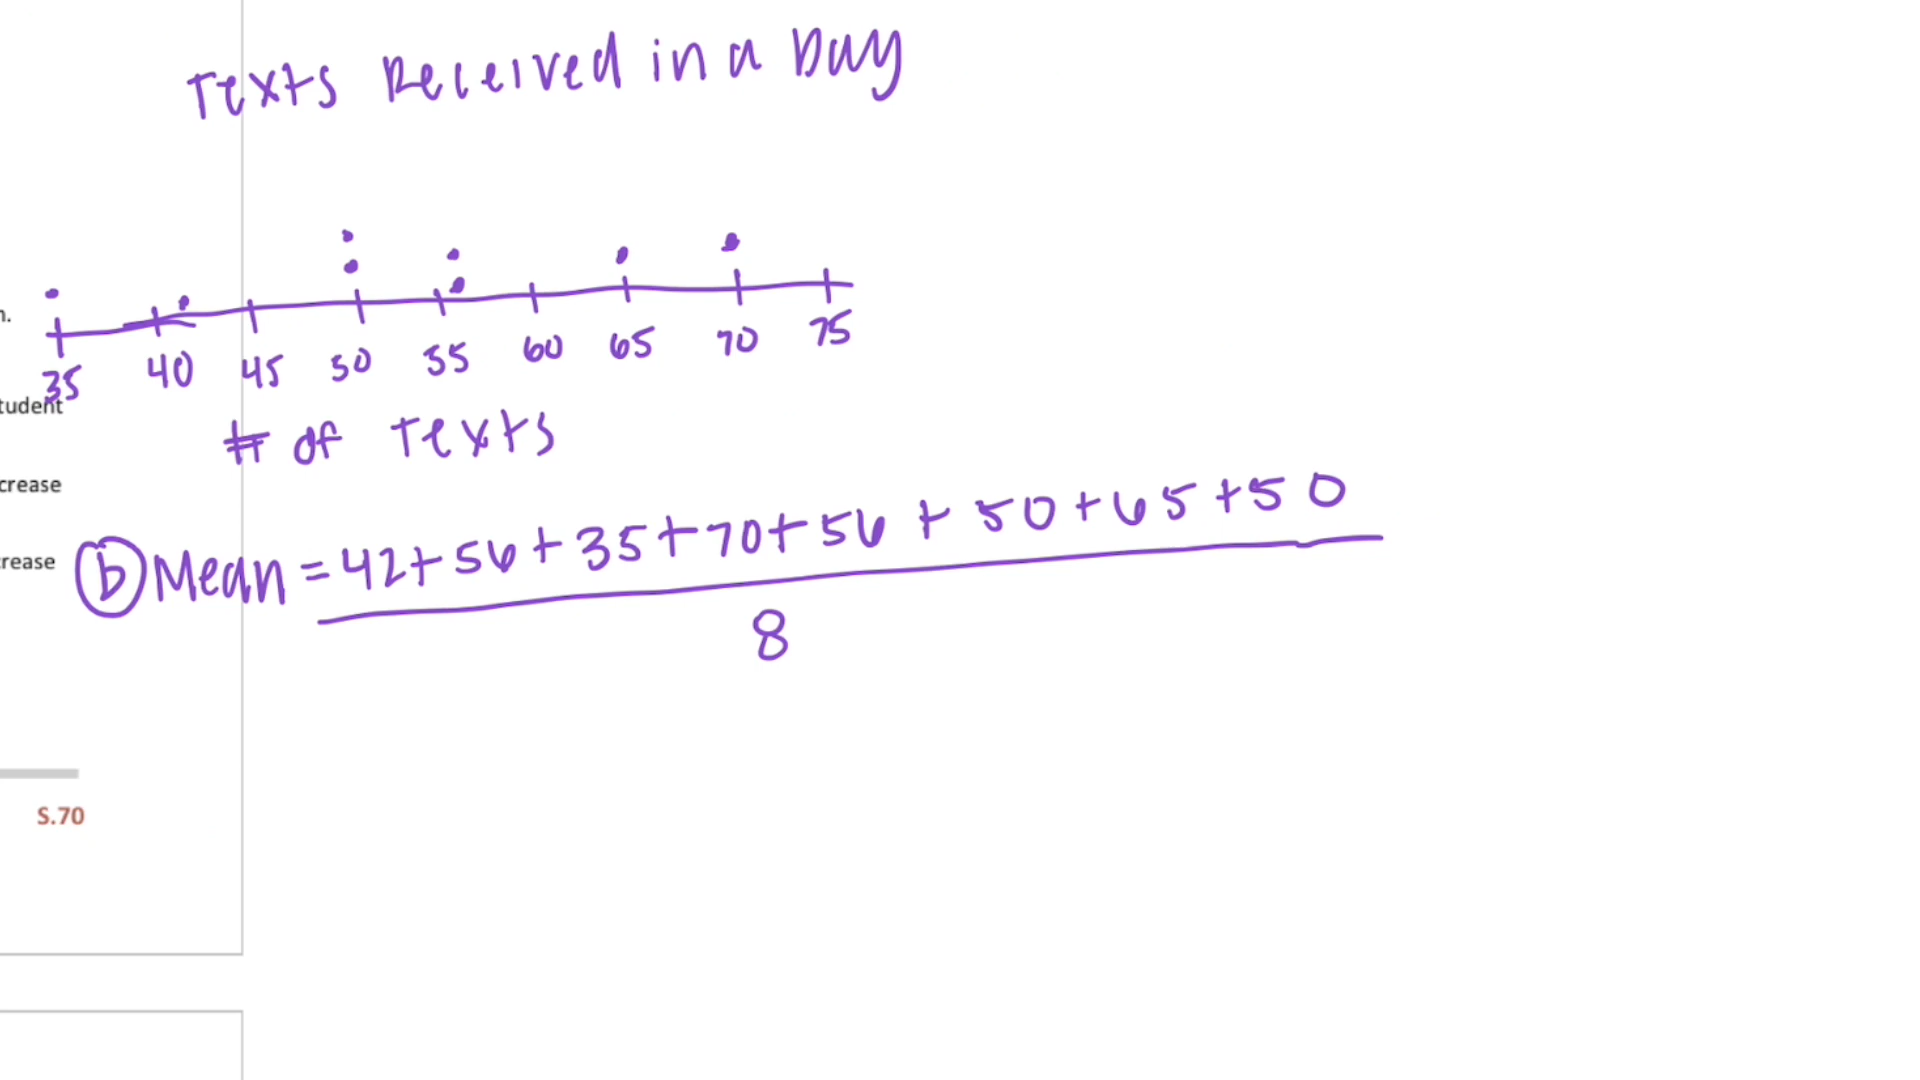 Texts Received in a Day
n.
35 40 45 50 55 60 65 70 75
tudent
# of Texts
crease
rease
b Mean = 42+56+35+70+56+50+65+50
8
S.70